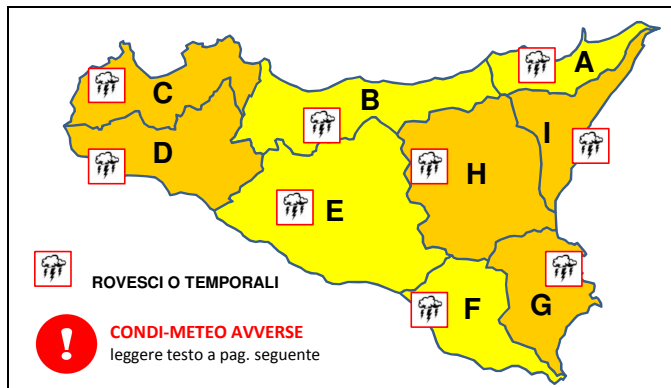 A
C
B
I
D
H
E
ROVESCI O TEMPORALI
F
G
!
CONDI-METEO AVVERSE
leggere testo a pag. seguente